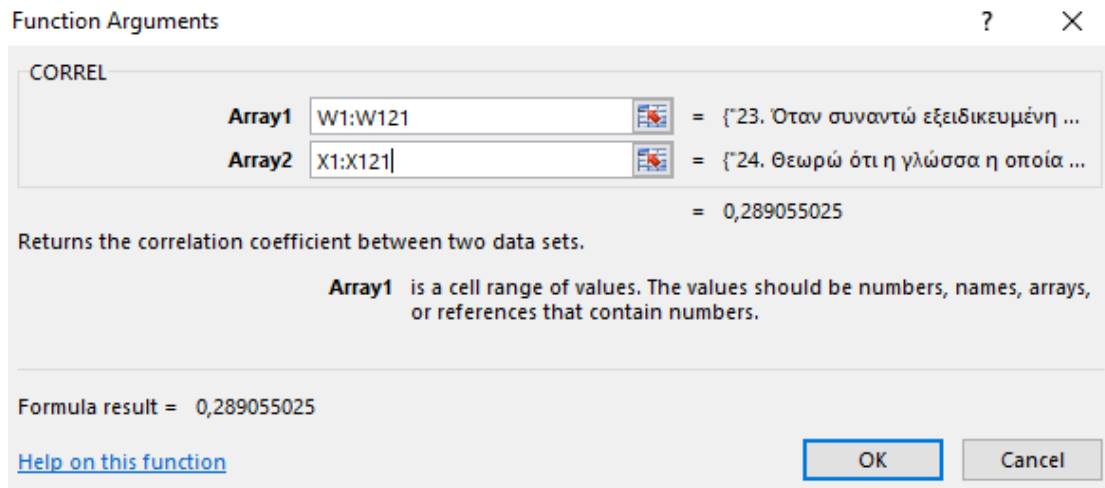 Function Arguments ? ×
CORREL
Array1 W1:W121 = {"23. Όταν συναντώ εξειδικευμένη ...
Array2 X1:X121 = {"24. Θεωρώ ότι η γλώσσα η οποία ...
= 0,289055025
Returns the correlation coefficient between two data sets.
Array1 is a cell range of values. The values should be numbers, names, arrays,
or references that contain numbers.
Formula result = 0,289055025
Help on this function OK Cancel